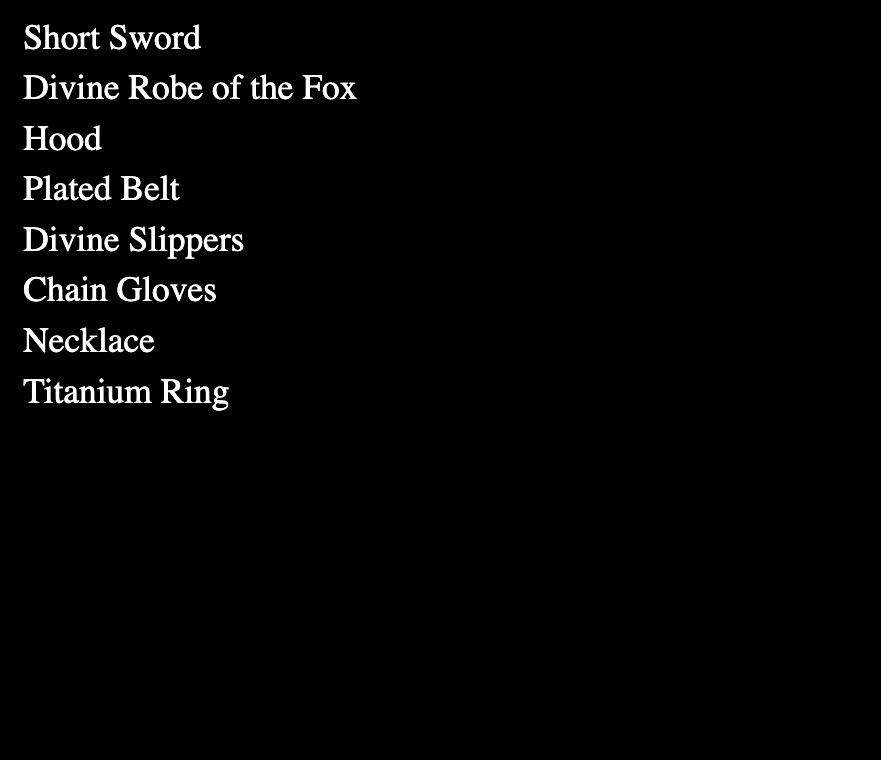 Short Sword
Divine Robe of the Fox
Hood
Plated Belt
Divine Slippers
Chain Gloves
Necklace
Titanium Ring